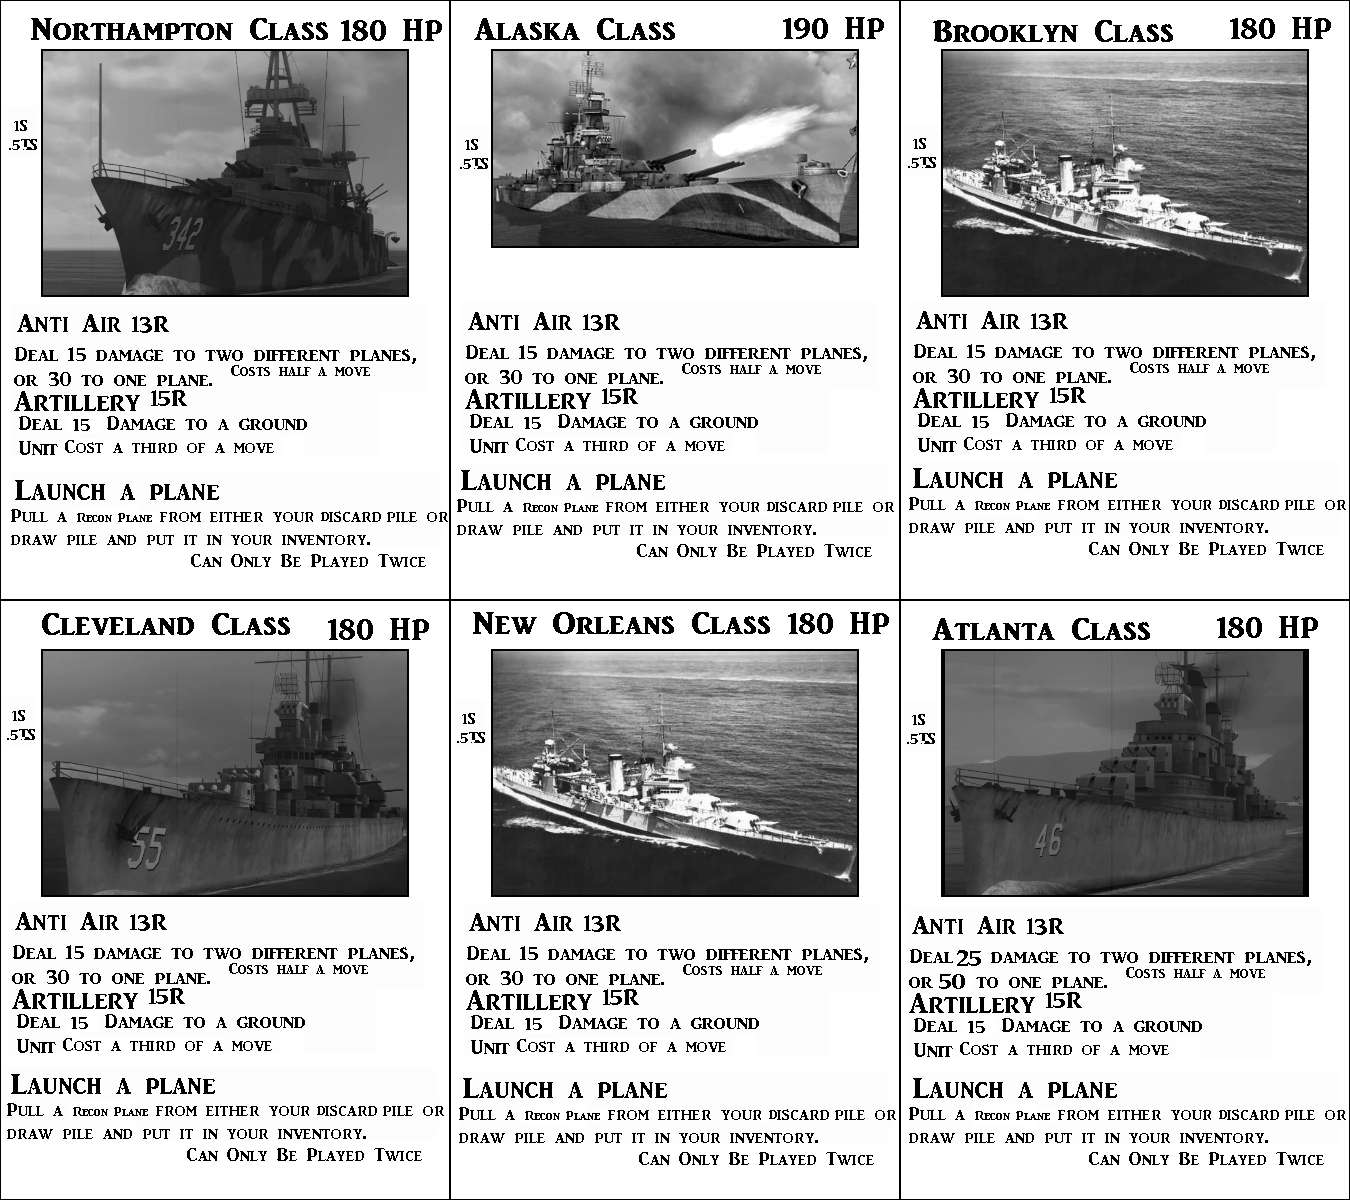 Northampton Class 180 HP
1S
.5TS
342
Anti Air 13R
Deal 15 damage to two different planes,
or 30 to one plane. Costs half a move
Artillery 15R
Deal 15 Damage to a ground
Unit Cost a third of a move
Launch a plane
Pull a Recon Plane from either your discard pile or
draw pile and put it in your inventory.
Can Only Be Played Twice
Alaska Class 190 HP
1S
.5TS
Anti Air 13R
Deal 15 damage to two different planes,
or 30 to one plane. Costs half a move
Artillery 15R
Deal 15 Damage to a ground
Unit Cost a third of a move
Launch a plane
Pull a Recon Plane from either your discard pile or
draw pile and put it in your inventory.
Can Only Be Played Twice
Brooklyn Class 180 HP
1S
.5TS
Anti Air 13R
Deal 15 damage to two different planes,
or 30 to one plane. Costs half a move
Artillery 15R
Deal 15 Damage to a ground
Unit Cost a third of a move
Launch a plane
Pull a Recon Plane from either your discard pile or
draw pile and put it in your inventory.
Can Only Be Played Twice
Cleveland Class 180 HP
1S
.5TS
55
Anti Air 13R
Deal 15 damage to two different planes,
or 30 to one plane. Costs half a move
Artillery 15R
Deal 15 Damage to a ground
Unit Cost a third of a move
Launch a plane
Pull a Recon Plane from either your discard pile or
draw pile and put it in your inventory.
Can Only Be Played Twice
New Orleans Class 180 HP
1S
.5TS
Anti Air 13R
Deal 15 damage to two different planes,
or 30 to one plane. Costs half a move
Artillery 15R
Deal 15 Damage to a ground
Unit Cost a third of a move
Launch a plane
Pull a Recon Plane from either your discard pile or
draw pile and put it in your inventory.
Can Only Be Played Twice
Atlanta Class 180 HP
1S
.5TS
46
Anti Air 13R
Deal 25 damage to two different planes,
or 50 to one plane. Costs half a move
Artillery 15R
Deal 15 Damage to a ground
Unit Cost a third of a move
Launch a plane
Pull a Recon Plane from either your discard pile or
draw pile and put it in your inventory.
Can Only Be Played Twice